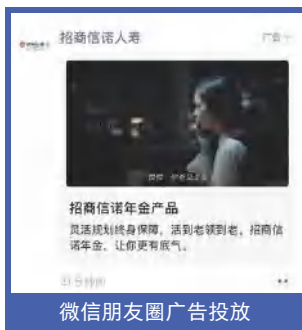 招商信诺人寿
广告
招商信诺年金产品
灵活规划终身保障，活到老领到老，招商信
诺年金，让你更有底气。
微信朋友圈广告投放